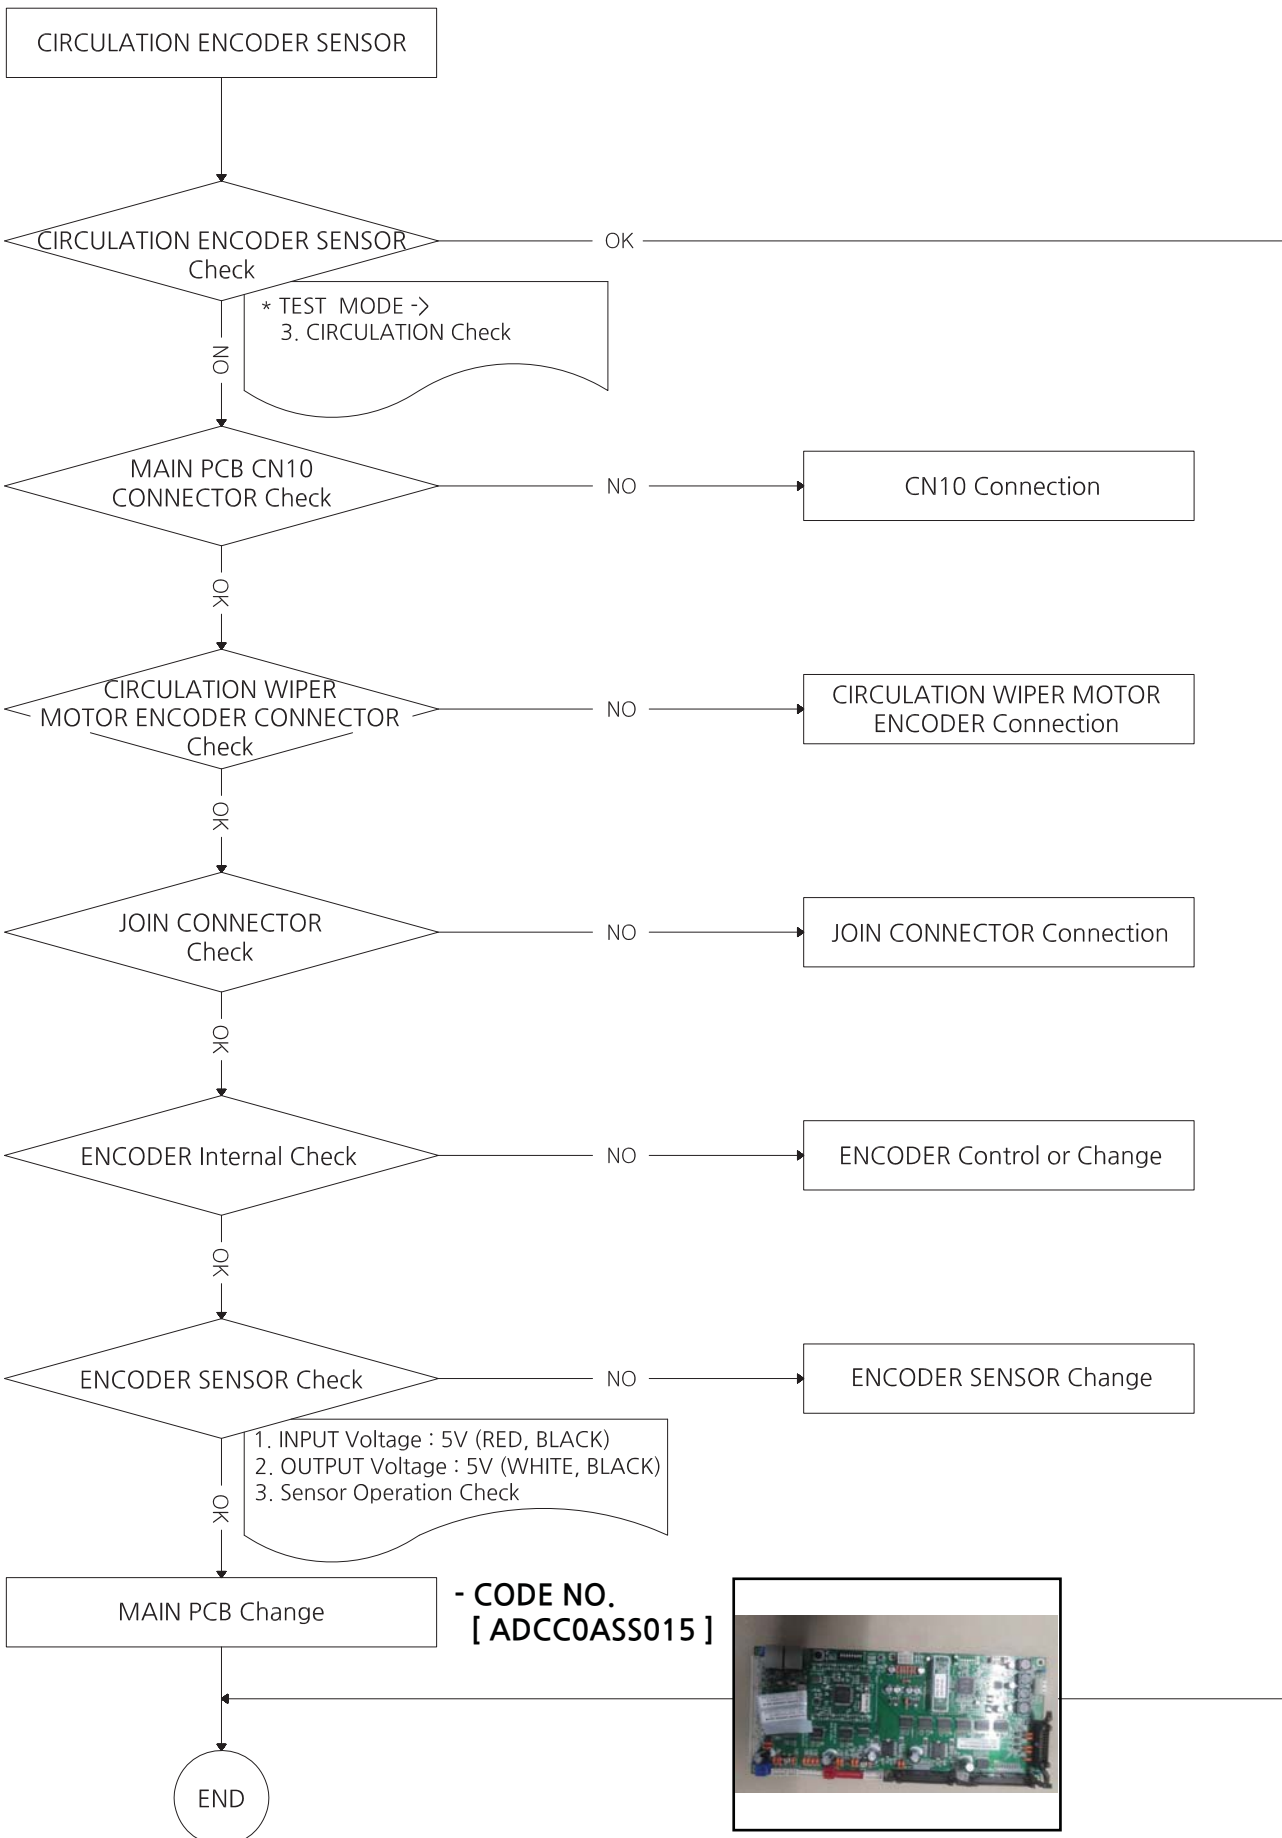 CIRCULATION ENCODER SENSOR
CIRCULATION ENCODER SENSOR
Check
OK
* TEST MODE ->
3. CIRCULATION Check
NO
MAIN PCB CN10
CONNECTOR Check
NO
CN10 Connection
OK
CIRCULATION WIPER
MOTOR ENCODER CONNECTOR
Check
NO
CIRCULATION WIPER MOTOR
ENCODER Connection
OK
JOIN CONNECTOR
Check
NO
JOIN CONNECTOR Connection
OK
ENCODER Internal Check
NO
ENCODER Control or Change
OK
ENCODER SENSOR Check
NO
ENCODER SENSOR Change
1. INPUT Voltage : 5V (RED, BLACK)
2. OUTPUT Voltage : 5V (WHITE, BLACK)
3. Sensor Operation Check
OK
MAIN PCB Change
- CODE NO.
[ ADCC0ASS015 ]
END